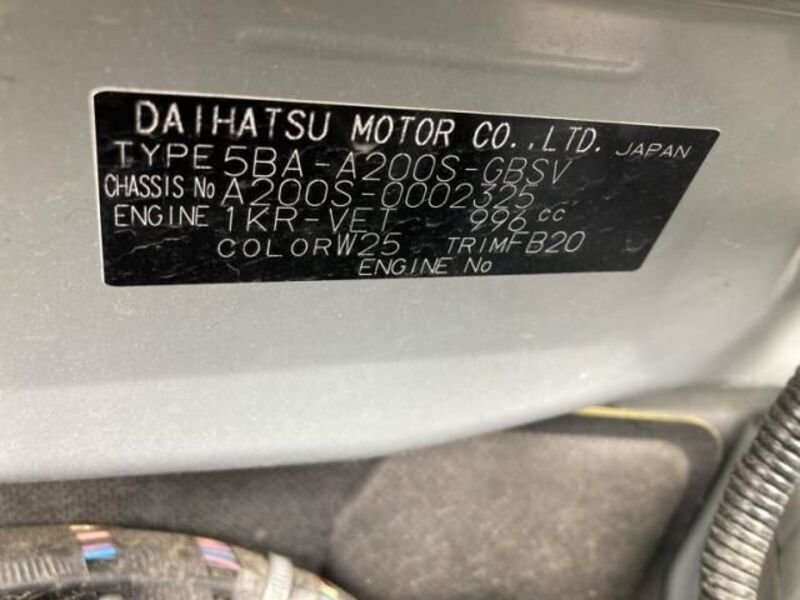 DAIHATSU MOTOR CO.,LTD. JAPAN
TYPE 5BA-A200S-GBSV
CHASSIS No A200S-0002325
ENGINE 1KR-VET 996 cc
COLOR W25 TRIM FB20
ENGINE No